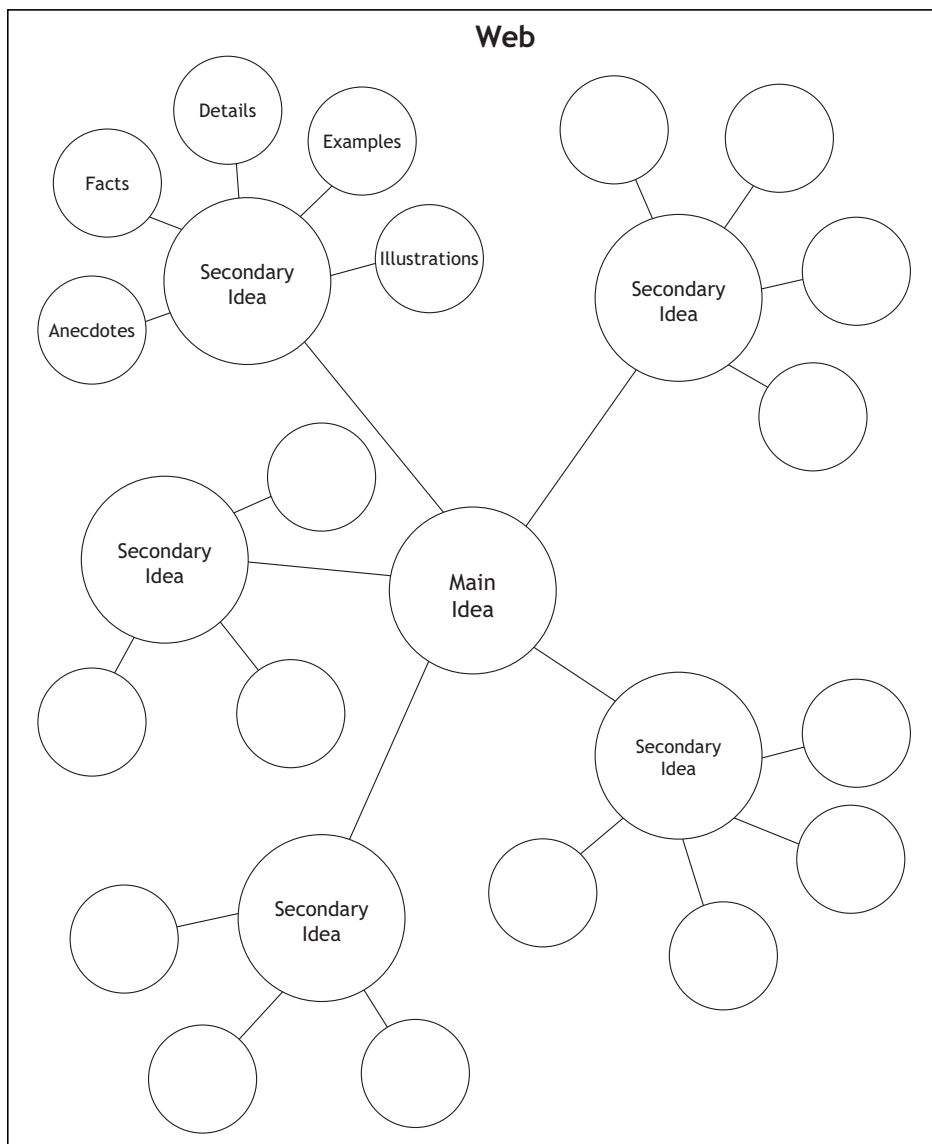 Web
Details
Examples
Facts
Illustrations
Secondary
Idea
Anecdotes
Secondary
Idea
Secondary
Idea
Main
Idea
Secondary
Idea
Secondary
Idea